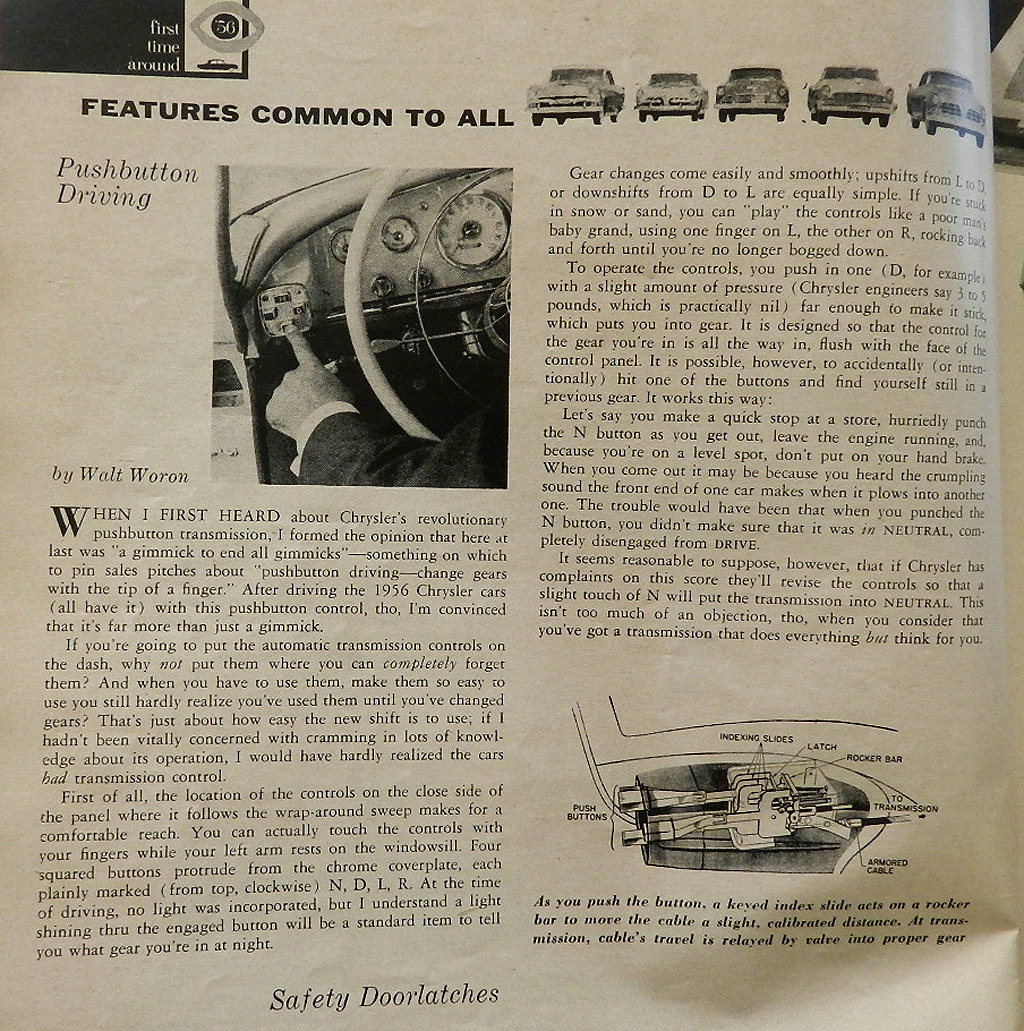 first
time
around
'56
FEATURES COMMON TO ALL
Pushbutton
Driving
by Walt Woron
WHEN I FIRST HEARD about Chrysler's revolutionary
pushbutton transmission, I formed the opinion that here at
last was "a gimmick to end all gimmicks"—something on which
to pin sales pitches about "pushbutton driving—change gears
with the tip of a finger." After driving the 1956 Chrysler cars
(all have it) with this pushbutton control, tho, I'm convinced
that it's far more than just a gimmick.
If you're going to put the automatic transmission controls on
the dash, why not put them where you can completely forget
them? And when you have to use them, make them so easy to
use you still hardly realize you've used them until you've changed
gears? That's just about how easy the new shift is to use; if I
hadn't been vitally concerned with cramming in lots of knowl-
edge about its operation, I would have hardly realized the cars
had transmission control.
First of all, the location of the controls on the close side of
the panel where it follows the wrap-around sweep makes for a
comfortable reach. You can actually touch the controls with
your fingers while your left arm rests on the windowsill. Four
squared buttons protrude from the chrome coverplate, each
plainly marked (from top, clockwise) N, D, L, R. At the time
of driving, no light was incorporated, but I understand a light
shining thru the engaged button will be a standard item to tell
you what gear you're in at night.
Safety Doorlatches
Gear changes come easily and smoothly; upshifts from L to D
or downshifts from D to L are equally simple. If you're stuck
in snow or sand, you can "play" the controls like a poor man's
baby grand, using one finger on L, the other on R, rocking back
and forth until you're no longer bogged down.
To operate the controls, you push in one (D, for example)
with a slight amount of pressure (Chrysler engineers say 3 to 5
pounds, which is practically nil) far enough to make it stick,
which puts you into gear. It is designed so that the control for
the gear you're in is all the way in, flush with the face of the
control panel. It is possible, however, to accidentally (or inten-
tionally) hit one of the buttons and find yourself still in a
previous gear. It works this way:
Let's say you make a quick stop at a store, hurriedly punch
the N button as you get out, leave the engine running, and,
because you're on a level spot, don't put on your hand brake.
When you come out it may be because you heard the crumpling
sound the front end of one car makes when it plows into another
one. The trouble would have been that when you punched the
N button, you didn't make sure that it was in NEUTRAL, com-
pletely disengaged from DRIVE.
It seems reasonable to suppose, however, that if Chrysler has
complaints on this score they'll revise the controls so that a
slight touch of N will put the transmission into NEUTRAL. This
isn't too much of an objection, tho, when you consider that
you've got a transmission that does everything but think for you.
INDEXING SLIDES
LATCH
ROCKER BAR
PUSH
BUTTONS
TO
TRANSMISSION
ARMORED
CABLE
As you push the button, a keyed index slide acts on a rocker
bar to move the cable a slight, calibrated distance. At trans-
mission, cable's travel is relayed by valve into proper gear